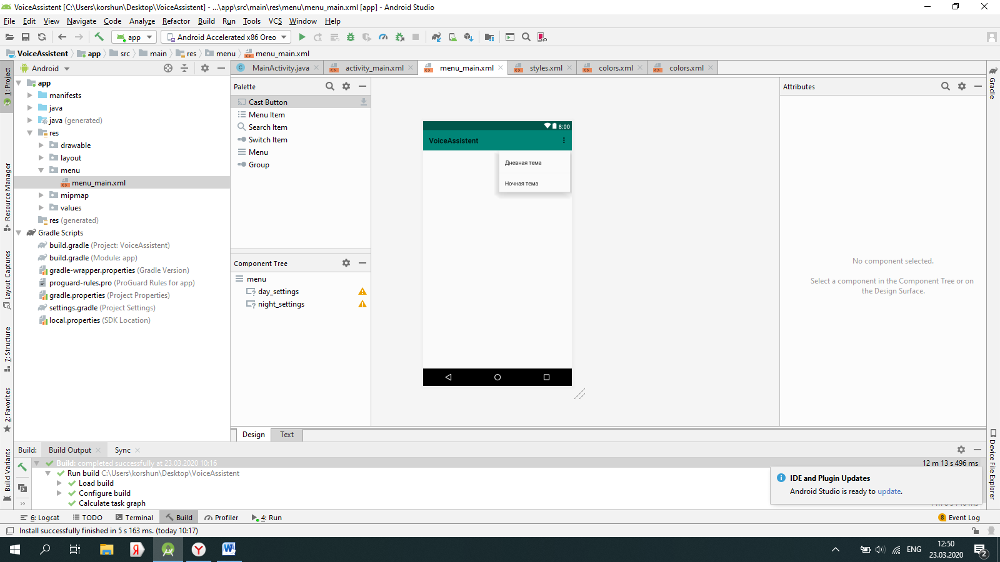 VoiceAssistent [C:\Users\korshun\Desktop\VoiceAssistent] - ...\app\src\main\res\menu\menu_main.xml [app] - Android Studio
File Edit View Navigate Code Analyze Refactor Build Run Tools VCS Window Help
app Android Accelerated x86 Oreo
VoiceAssistent app src main res menu menu_main.xml
Android
MainActivity.java activity_main.xml menu_main.xml styles.xml colors.xml colors.xml
1: Project
Resource Manager
Layout Captures
7: Structure
2: Favorites
Build Variants
app
manifests
java
java (generated)
res
drawable
layout
menu
menu_main.xml
mipmap
values
res (generated)
Gradle Scripts
build.gradle (Project: VoiceAssistent)
build.gradle (Module: app)
gradle-wrapper.properties (Gradle Version)
proguard-rules.pro (ProGuard Rules for app)
gradle.properties (Project Properties)
settings.gradle (Project Settings)
local.properties (SDK Location)
Palette
Cast Button
Menu Item
Search Item
Switch Item
Menu
Group
Component Tree
menu
day_settings
night_settings
8:00
VoiceAssistent
Дневная тема
Ночная тема
Design Text
Attributes
No component selected.
Select a component in the Component Tree or on
the Design Surface.
Gradle
Device File Explorer
Build: Build Output Sync
Build: completed successfully at 23.03.2020 10:16 12 m 13 s 496 ms
Run build C:\Users\korshun\Desktop\VoiceAssistent
Load build
Configure build
Calculate task graph
IDE and Plugin Updates
Android Studio is ready to update.
6: Logcat TODO Terminal Build Profiler 4: Run 8 Event Log
Install successfully finished in 5 s 163 ms. (today 10:17)
Я Y W ENG 12:50
23.03.2020 2